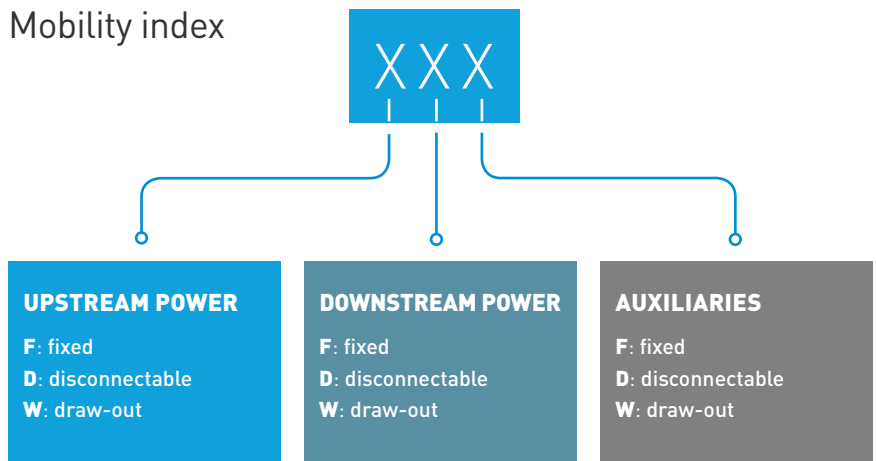 Mobility index
XXX
UPSTREAM POWER
F: fixed
D: disconnectable
W: draw-out
DOWNSTREAM POWER
F: fixed
D: disconnectable
W: draw-out
AUXILIARIES
F: fixed
D: disconnectable
W: draw-out